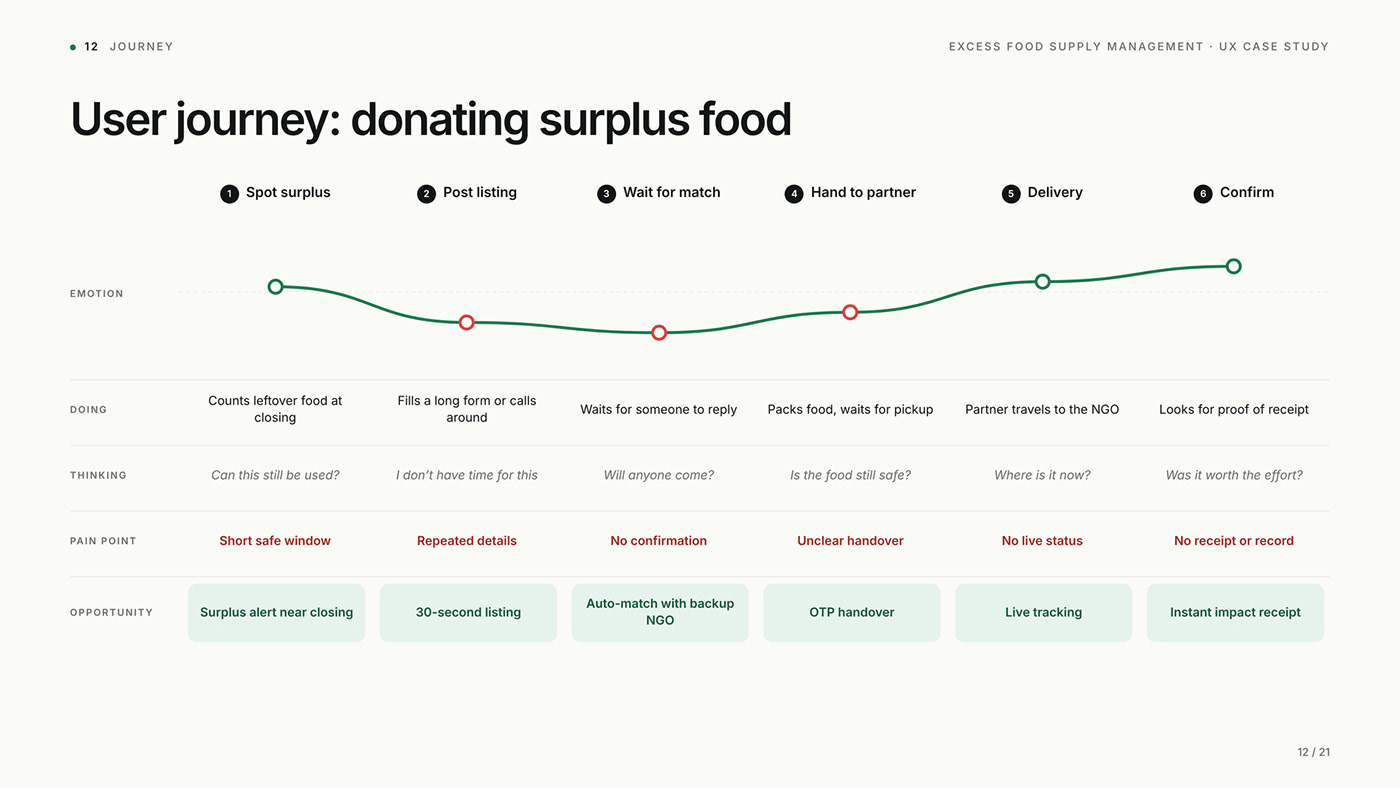 12 JOURNEY
EXCESS FOOD SUPPLY MANAGEMENT · UX CASE STUDY
User journey: donating surplus food
1 Spot surplus
2 Post listing
3 Wait for match
4 Hand to partner
5 Delivery
6 Confirm
EMOTION
DOING
Counts leftover food at
closing
Fills a long form or calls
around
Waits for someone to reply
Packs food, waits for pickup
Partner travels to the NGO
Looks for proof of receipt
THINKING
Can this still be used?
I don’t have time for this
Will anyone come?
Is the food still safe?
Where is it now?
Was it worth the effort?
PAIN POINT
Short safe window
Repeated details
No confirmation
Unclear handover
No live status
No receipt or record
OPPORTUNITY
Surplus alert near closing
30-second listing
Auto-match with backup
NGO
OTP handover
Live tracking
Instant impact receipt
12 / 21